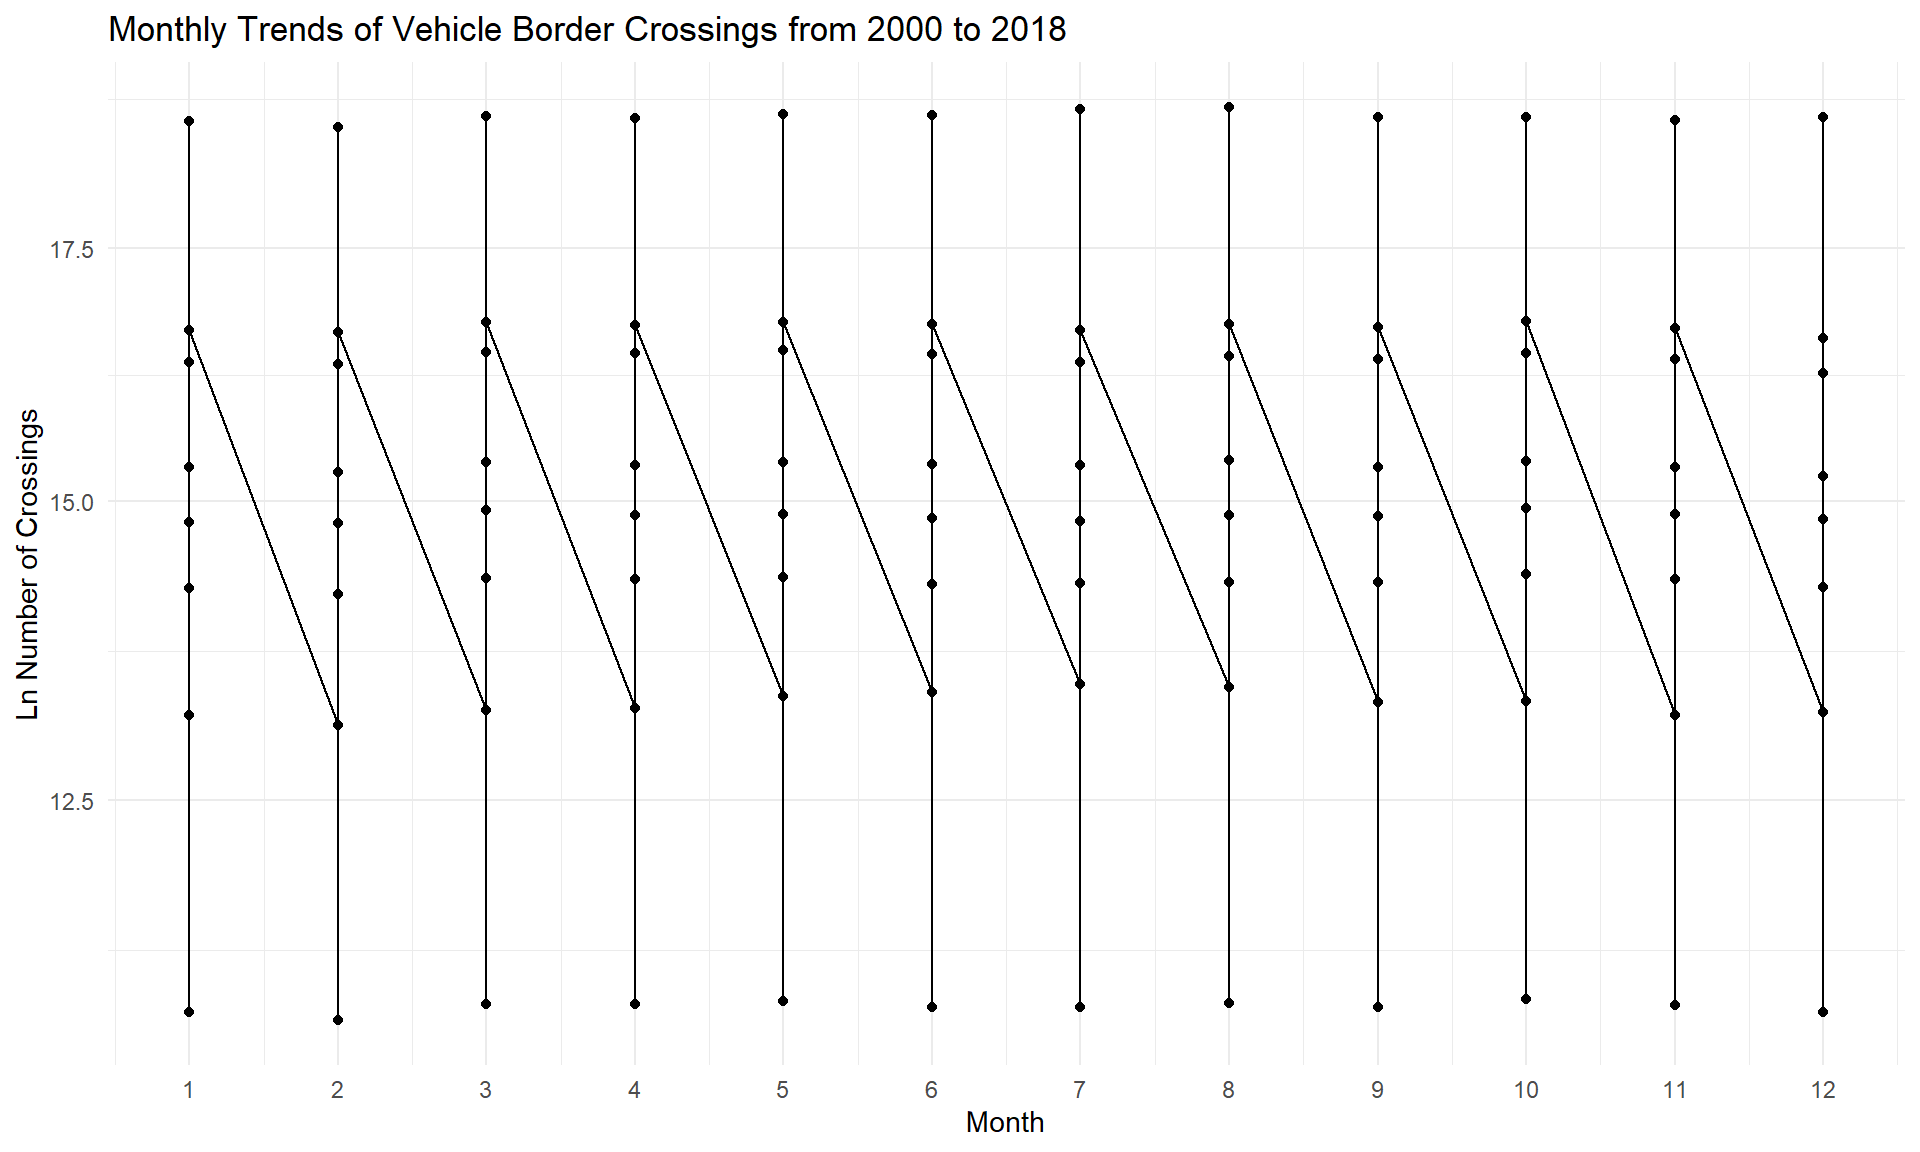 Monthly Trends of Vehicle Border Crossings from 2000 to 2018
Ln Number of Crossings
17.5
15.0
12.5
1 2 3 4 5 6 7 8 9 10 11 12
Month